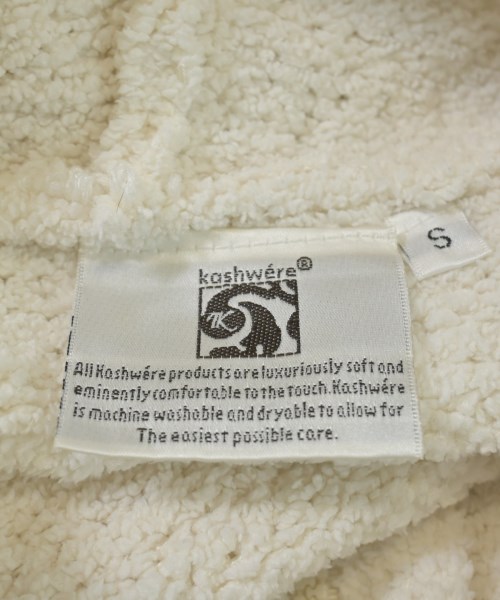 kashwére®
K
S
All Kashwére products are luxuriously soft and
eminently comfortable to the touch. Kashwére
is machine washable and dryable to allow for
The easiest possible care.